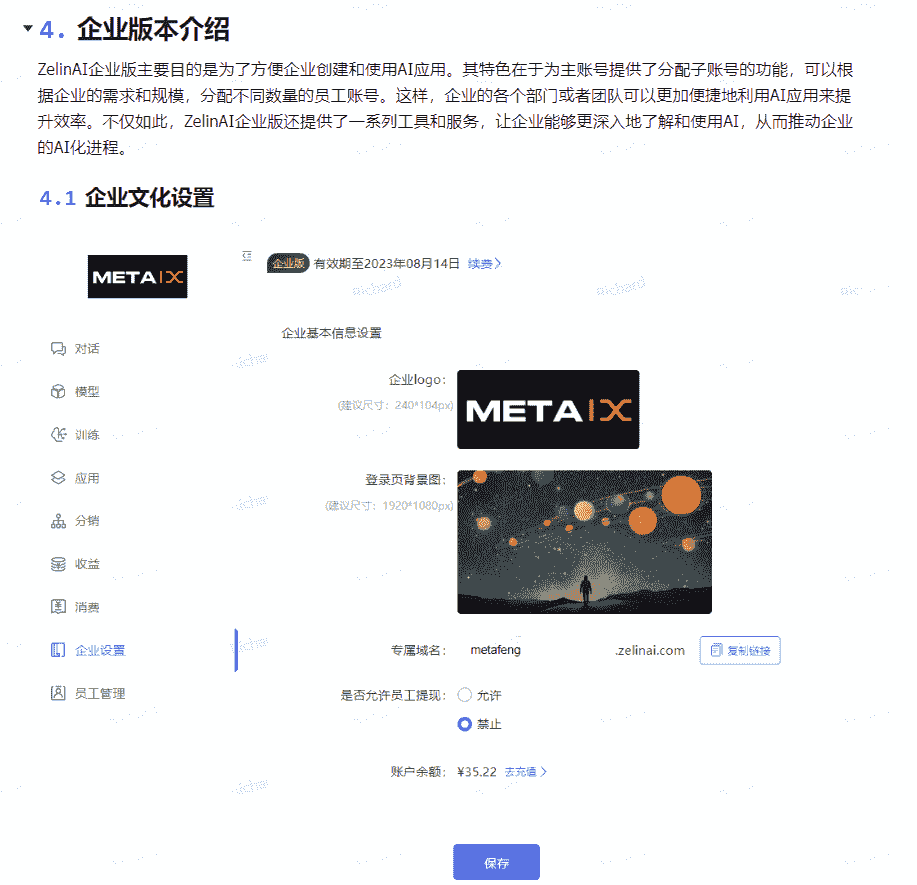 4. 企业版本介绍
ZelinAI企业版主要目的是为了方便企业创建和使用AI应用。其特色在于为主账号提供了分配子账号的功能，可以根
据企业的需求和规模，分配不同数量的员工账号。这样，企业的各个部门或者团队可以更加便捷地利用AI应用来提
升效率。不仅如此，ZelinAI企业版还提供了一系列工具和服务，让企业能够更深入地了解和使用AI，从而推动企业
的AI化进程。
4.1 企业文化设置
METAIX
企业版 有效期至2023年08月14日 续费
企业基本信息设置
对话
模型
训练
应用
分销
收益
消费
企业设置
员工管理
企业logo：
(建议尺寸：240*104px)
METAIX
登录页背景图：
(建议尺寸：1920*1080px)
专属域名： metafeng .zelinai.com 复制链接
是否允许员工提现： 允许
禁止
账户余额： ¥35.22 去充值
保存
richard
richard